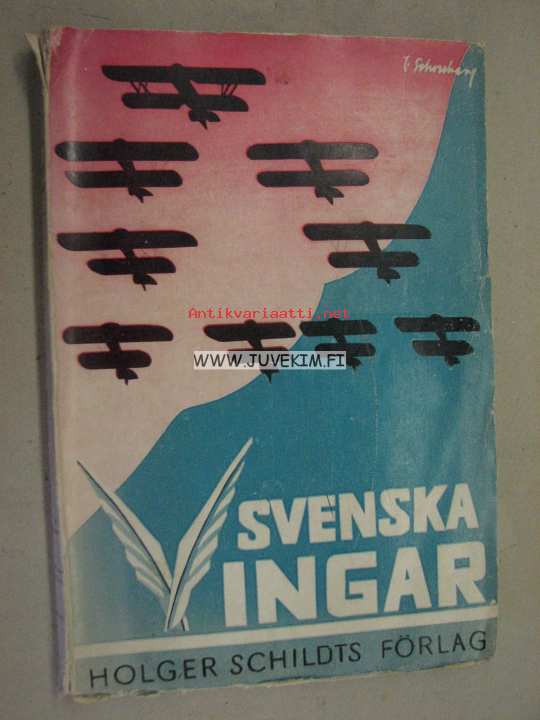 Antikvariaatti.net
WWW.JUVEKIM.FI
SVENSKA
VINGAR
HOLGER SCHILDTS FÖRLAG